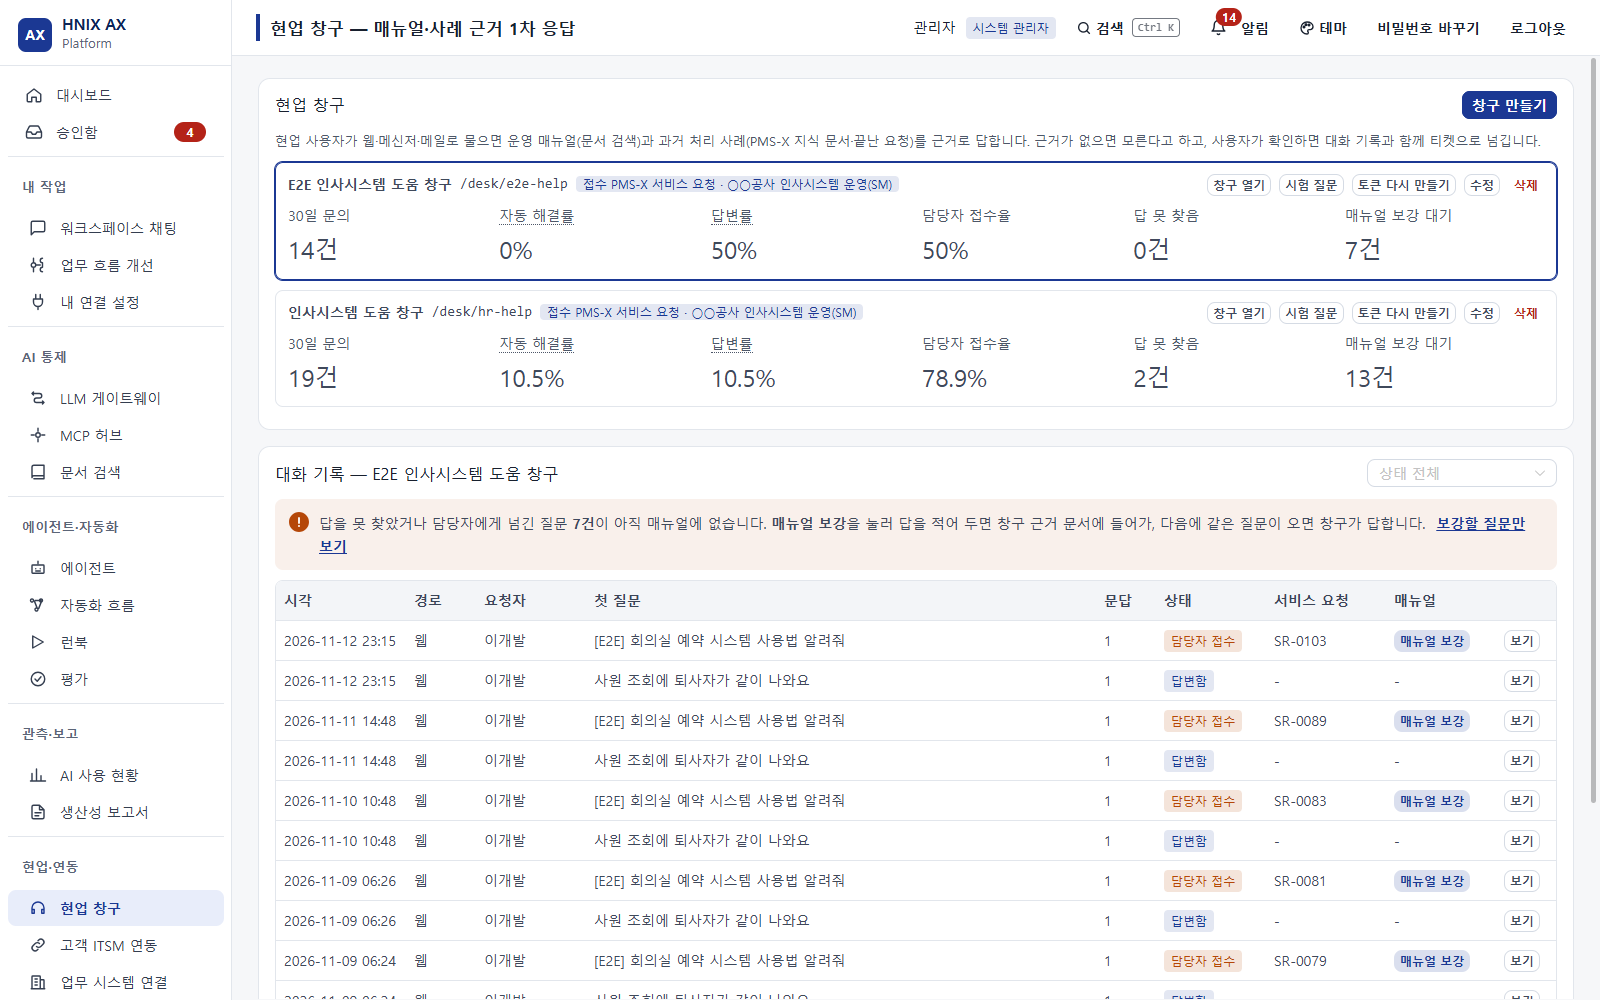 AX
HNIX AX
Platform
현업 창구 — 매뉴얼·사례 근거 1차 응답
관리자 시스템 관리자 검색 Ctrl K 14 알림 테마 비밀번호 바꾸기 로그아웃
대시보드
승인함 4
내 작업
워크스페이스 채팅
업무 흐름 개선
내 연결 설정
AI 통제
LLM 게이트웨이
MCP 허브
문서 검색
에이전트·자동화
에이전트
자동화 흐름
런북
평가
관측·보고
AI 사용 현황
생산성 보고서
현업·연동
현업 창구
고객 ITSM 연동
업무 시스템 연결
현업 창구 창구 만들기
현업 사용자가 웹·메신저·메일로 물으면 운영 매뉴얼(문서 검색)과 과거 처리 사례(PMS-X 지식 문서·끝난 요청)를 근거로 답합니다. 근거가 없으면 모른다고 하고, 사용자가 확인하면 대화 기록과 함께 티켓으로 넘깁니다.
E2E 인사시스템 도움 창구 /desk/e2e-help 접수 PMS-X 서비스 요청 · ○○공사 인사시스템 운영(SM) 창구 열기 시험 질문 토큰 다시 만들기 수정 삭제
30일 문의 자동 해결률 답변률 담당자 접수율 답 못 찾음 매뉴얼 보강 대기
14건 0% 50% 50% 0건 7건
인사시스템 도움 창구 /desk/hr-help 접수 PMS-X 서비스 요청 · ○○공사 인사시스템 운영(SM) 창구 열기 시험 질문 토큰 다시 만들기 수정 삭제
30일 문의 자동 해결률 답변률 담당자 접수율 답 못 찾음 매뉴얼 보강 대기
19건 10.5% 10.5% 78.9% 2건 13건
대화 기록 — E2E 인사시스템 도움 창구 상태 전체
답을 못 찾았거나 담당자에게 넘긴 질문 7건이 아직 매뉴얼에 없습니다. 매뉴얼 보강을 눌러 답을 적어 두면 창구 근거 문서에 들어가, 다음에 같은 질문이 오면 창구가 답합니다. 보강할 질문만
보기
시각 경로 요청자 첫 질문 문답 상태 서비스 요청 매뉴얼
2026-11-12 23:15 웹 이개발 [E2E] 회의실 예약 시스템 사용법 알려줘 1 담당자 접수 SR-0103 매뉴얼 보강 보기
2026-11-12 23:15 웹 이개발 사원 조회에 퇴사자가 같이 나와요 1 답변함 - - 보기
2026-11-11 14:48 웹 이개발 [E2E] 회의실 예약 시스템 사용법 알려줘 1 담당자 접수 SR-0089 매뉴얼 보강 보기
2026-11-11 14:48 웹 이개발 사원 조회에 퇴사자가 같이 나와요 1 답변함 - - 보기
2026-11-10 10:48 웹 이개발 [E2E] 회의실 예약 시스템 사용법 알려줘 1 담당자 접수 SR-0083 매뉴얼 보강 보기
2026-11-10 10:48 웹 이개발 사원 조회에 퇴사자가 같이 나와요 1 답변함 - - 보기
2026-11-09 06:26 웹 이개발 [E2E] 회의실 예약 시스템 사용법 알려줘 1 담당자 접수 SR-0081 매뉴얼 보강 보기
2026-11-09 06:26 웹 이개발 사원 조회에 퇴사자가 같이 나와요 1 답변함 - - 보기
2026-11-09 06:24 웹 이개발 [E2E] 회의실 예약 시스템 사용법 알려줘 1 담당자 접수 SR-0079 매뉴얼 보강 보기